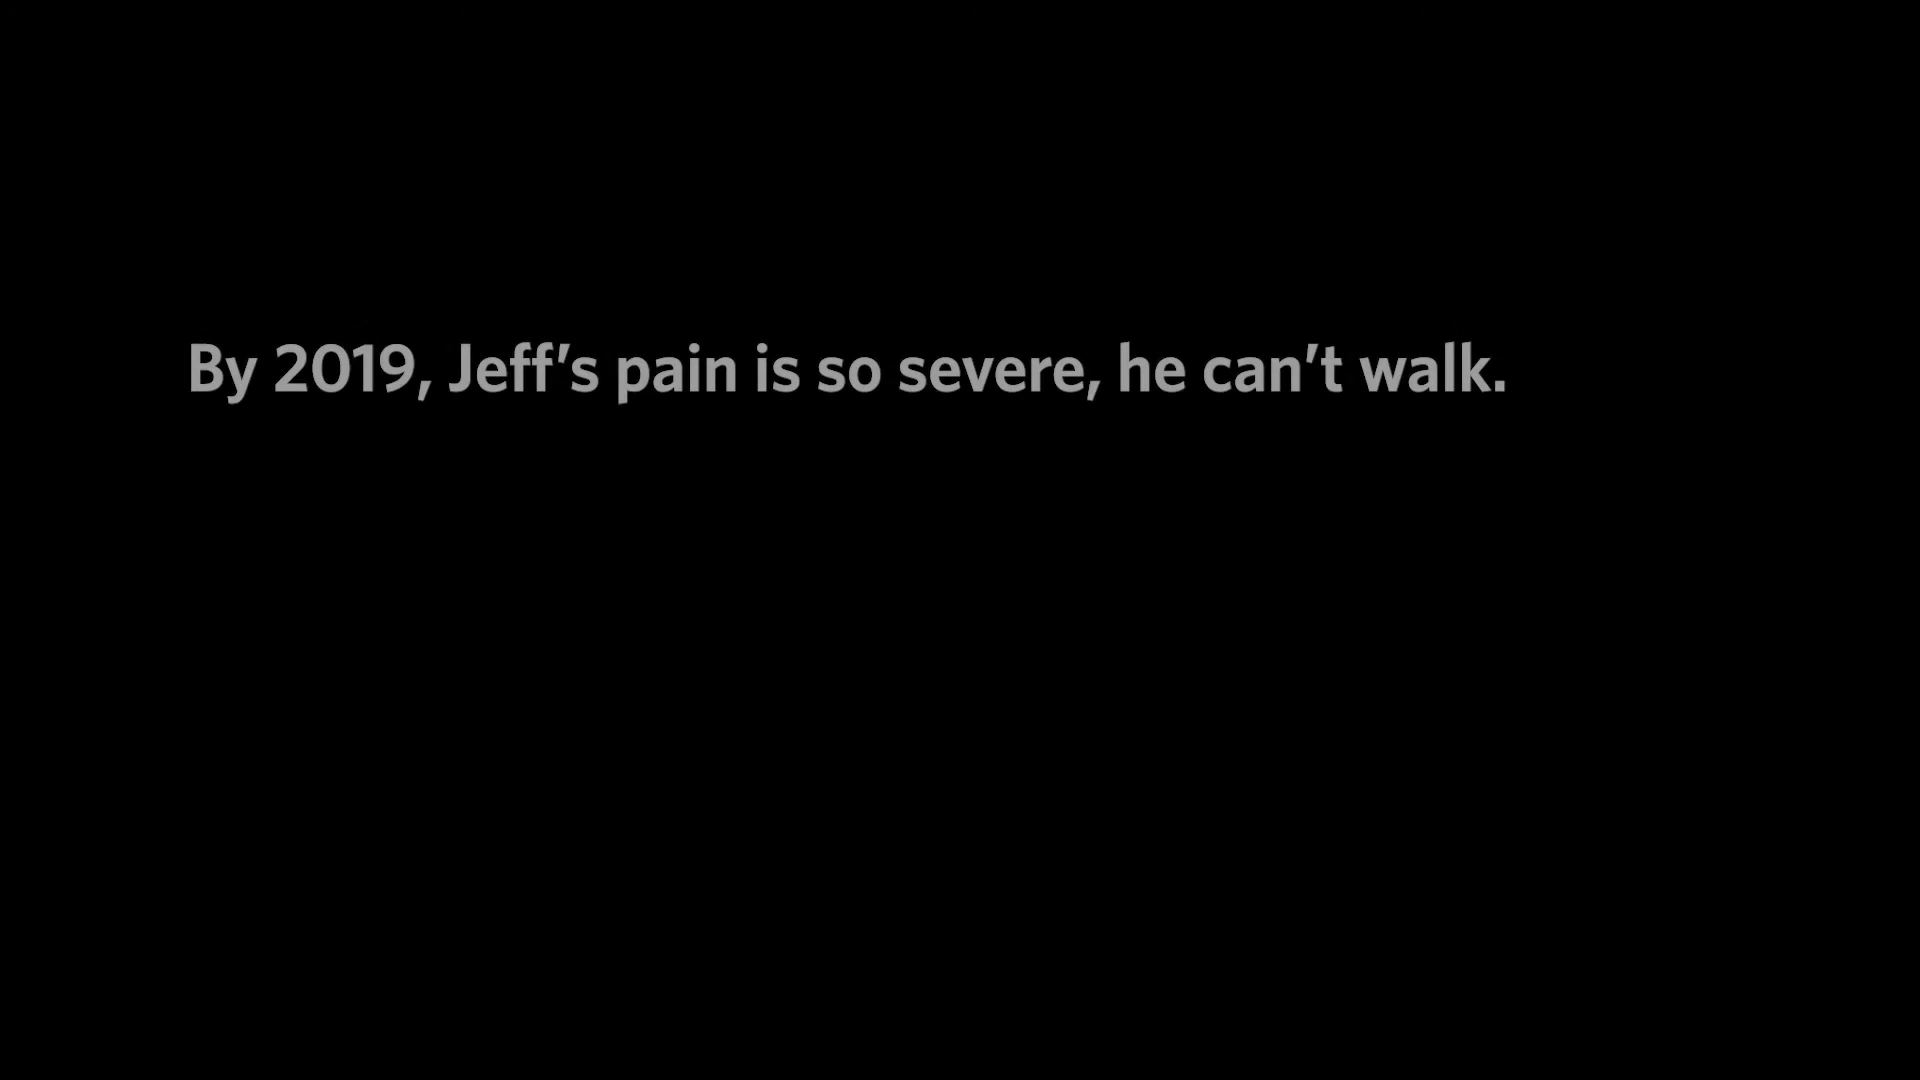 By 2019, Jeff’s pain is so severe, he can’t walk.